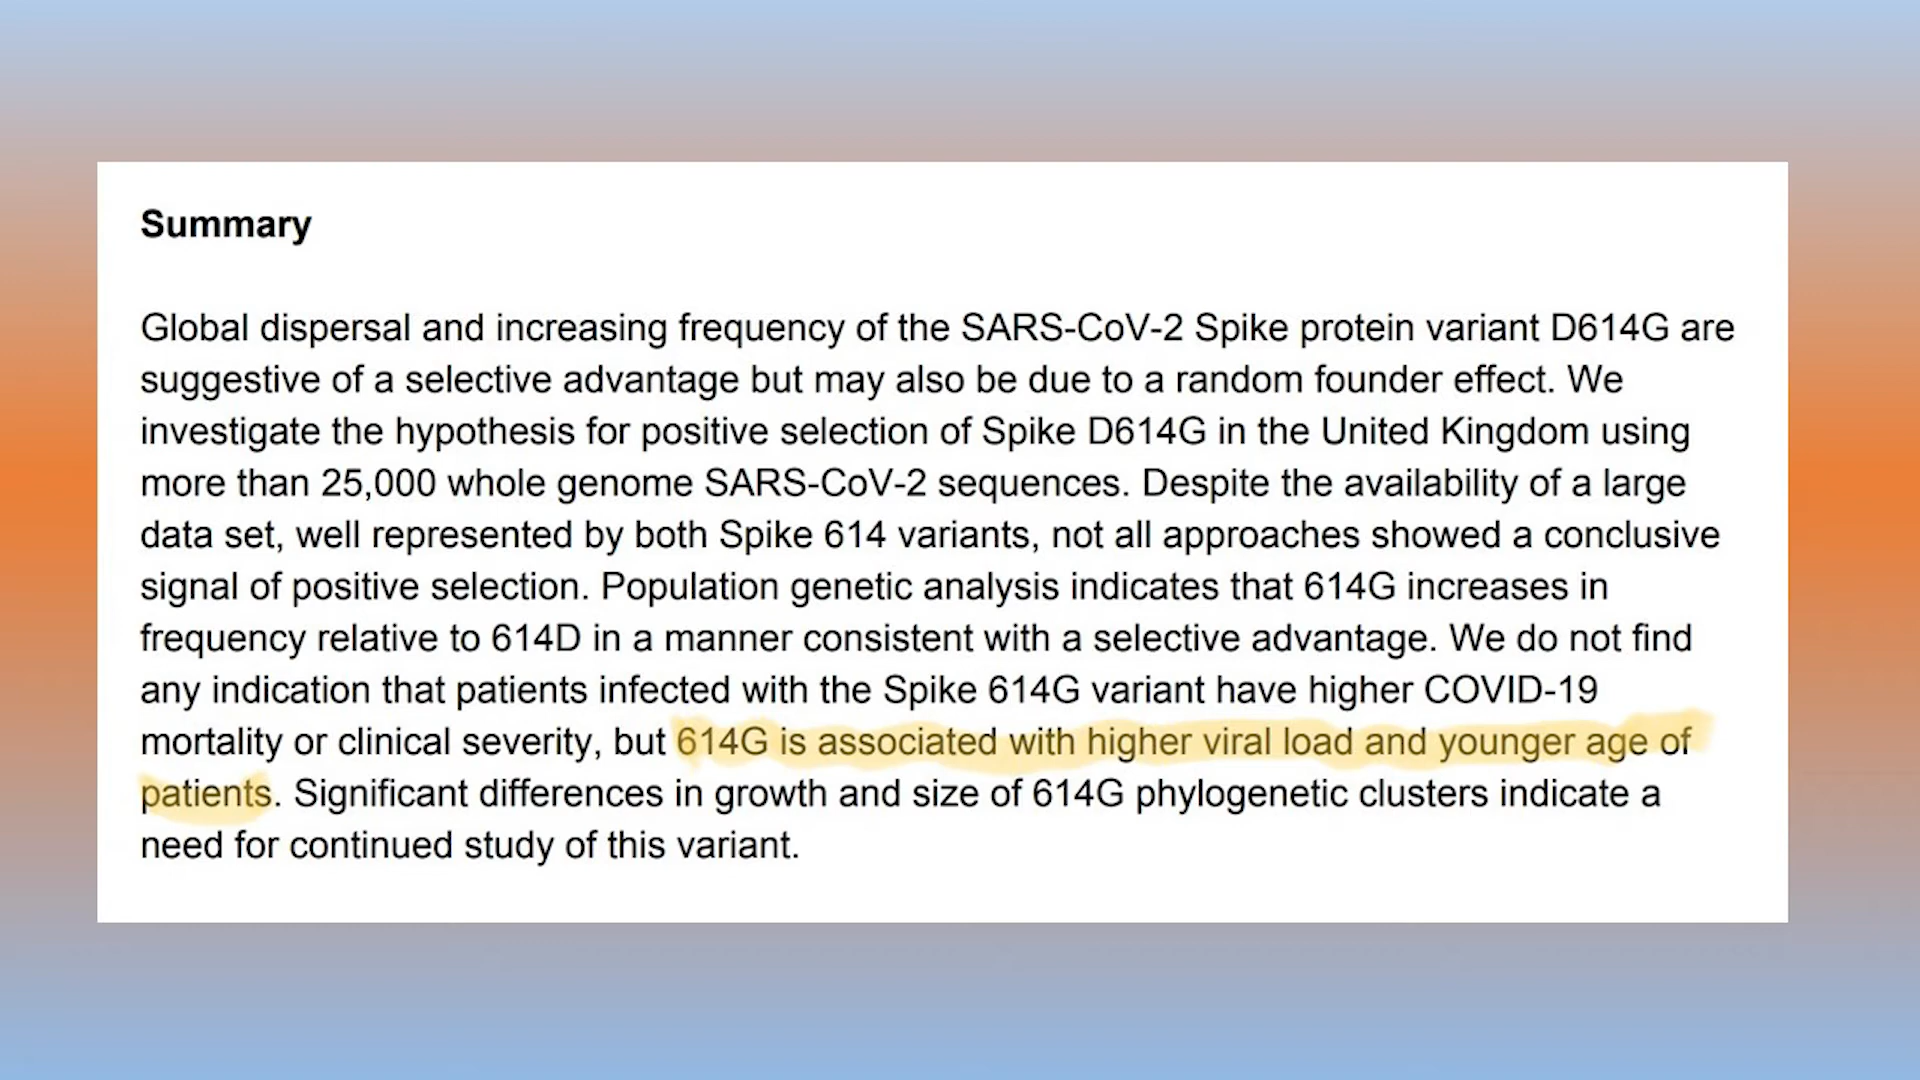 Summary
Global dispersal and increasing frequency of the SARS-CoV-2 Spike protein variant D614G are
suggestive of a selective advantage but may also be due to a random founder effect. We
investigate the hypothesis for positive selection of Spike D614G in the United Kingdom using
more than 25,000 whole genome SARS-CoV-2 sequences. Despite the availability of a large
data set, well represented by both Spike 614 variants, not all approaches showed a conclusive
signal of positive selection. Population genetic analysis indicates that 614G increases in
frequency relative to 614D in a manner consistent with a selective advantage. We do not find
any indication that patients infected with the Spike 614G variant have higher COVID-19
mortality or clinical severity, but 614G is associated with higher viral load and younger age of
patients. Significant differences in growth and size of 614G phylogenetic clusters indicate a
need for continued study of this variant.